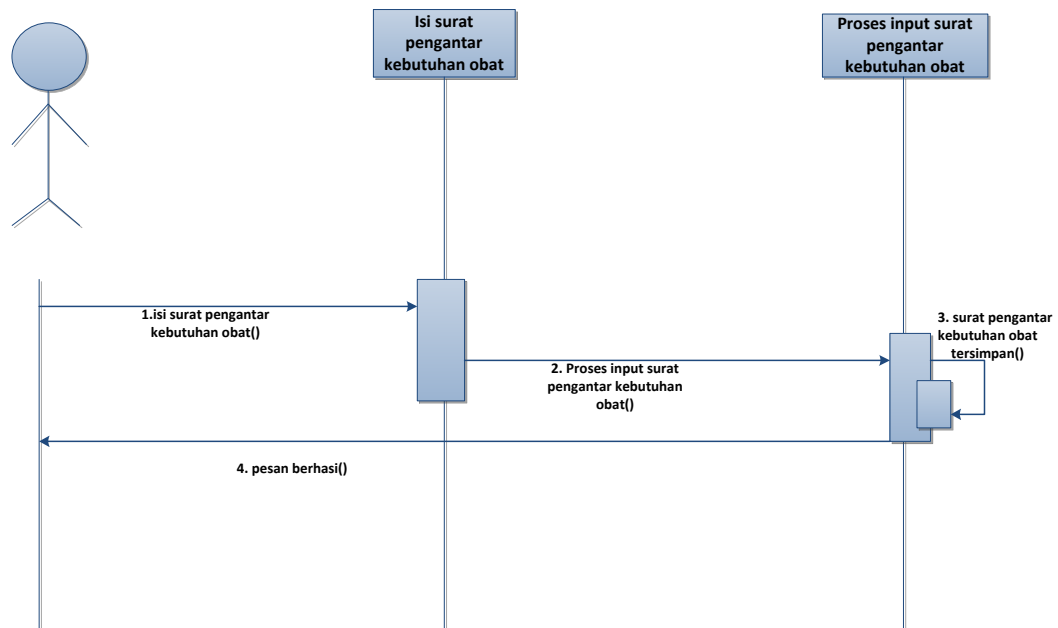 Isi surat
pengantar
kebutuhan obat
Proses input surat
pengantar
kebutuhan obat
1.isi surat pengantar
kebutuhan obat()
2. Proses input surat
pengantar kebutuhan
obat()
3. surat pengantar
kebutuhan obat
tersimpan()
4. pesan berhasi()